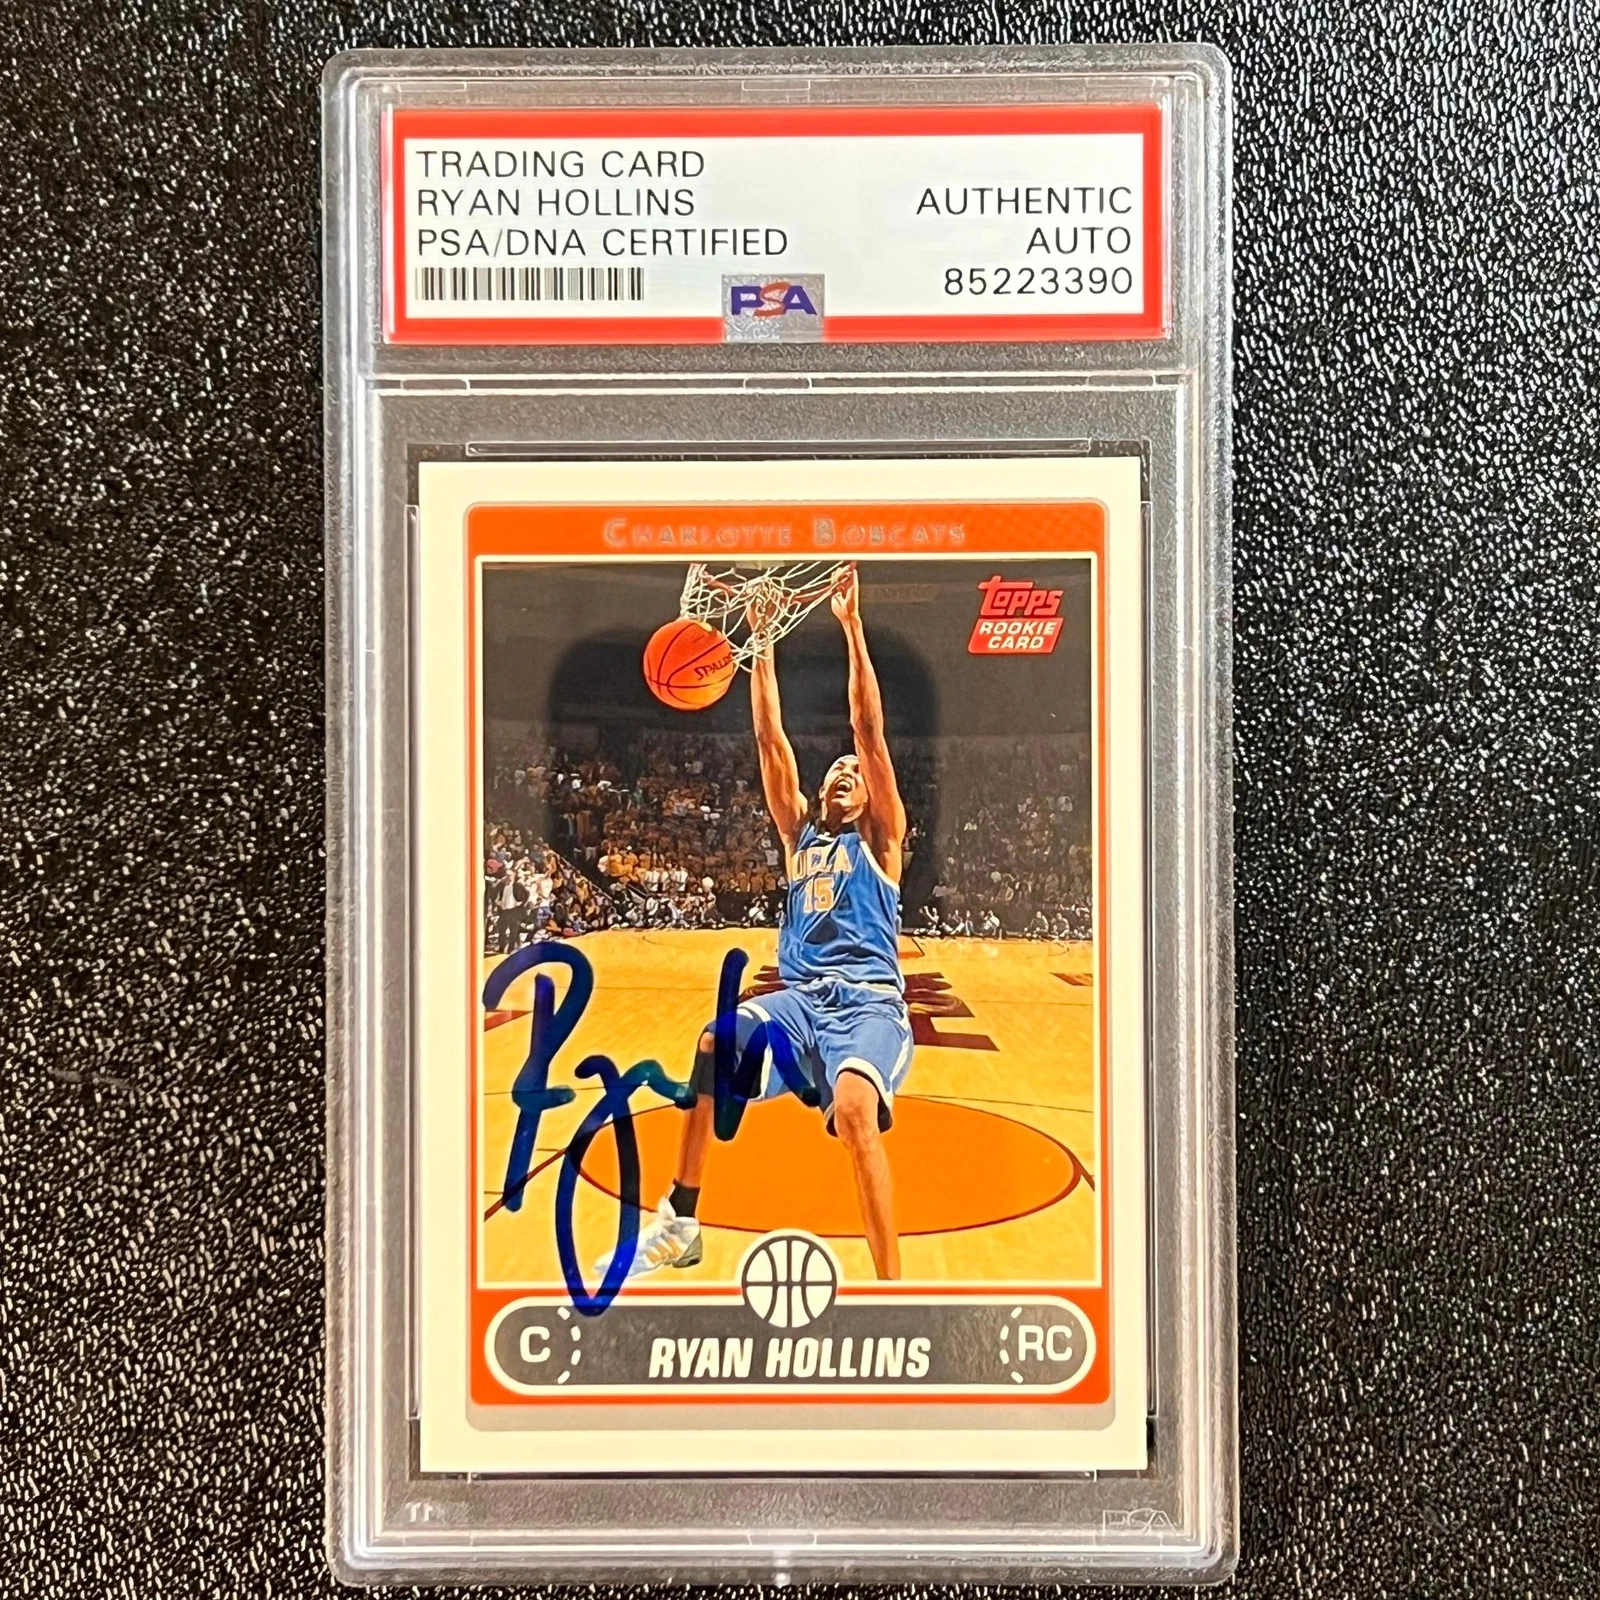 TRADING CARD
RYAN HOLLINS
PSA/DNA CERTIFIED
AUTHENTIC
AUTO
85223390
PSA
CHARLOTTE BOBCATS
Topps
ROOKIE
CARD
SPALDING
UCLA
15
C
RYAN HOLLINS
RC
PSA